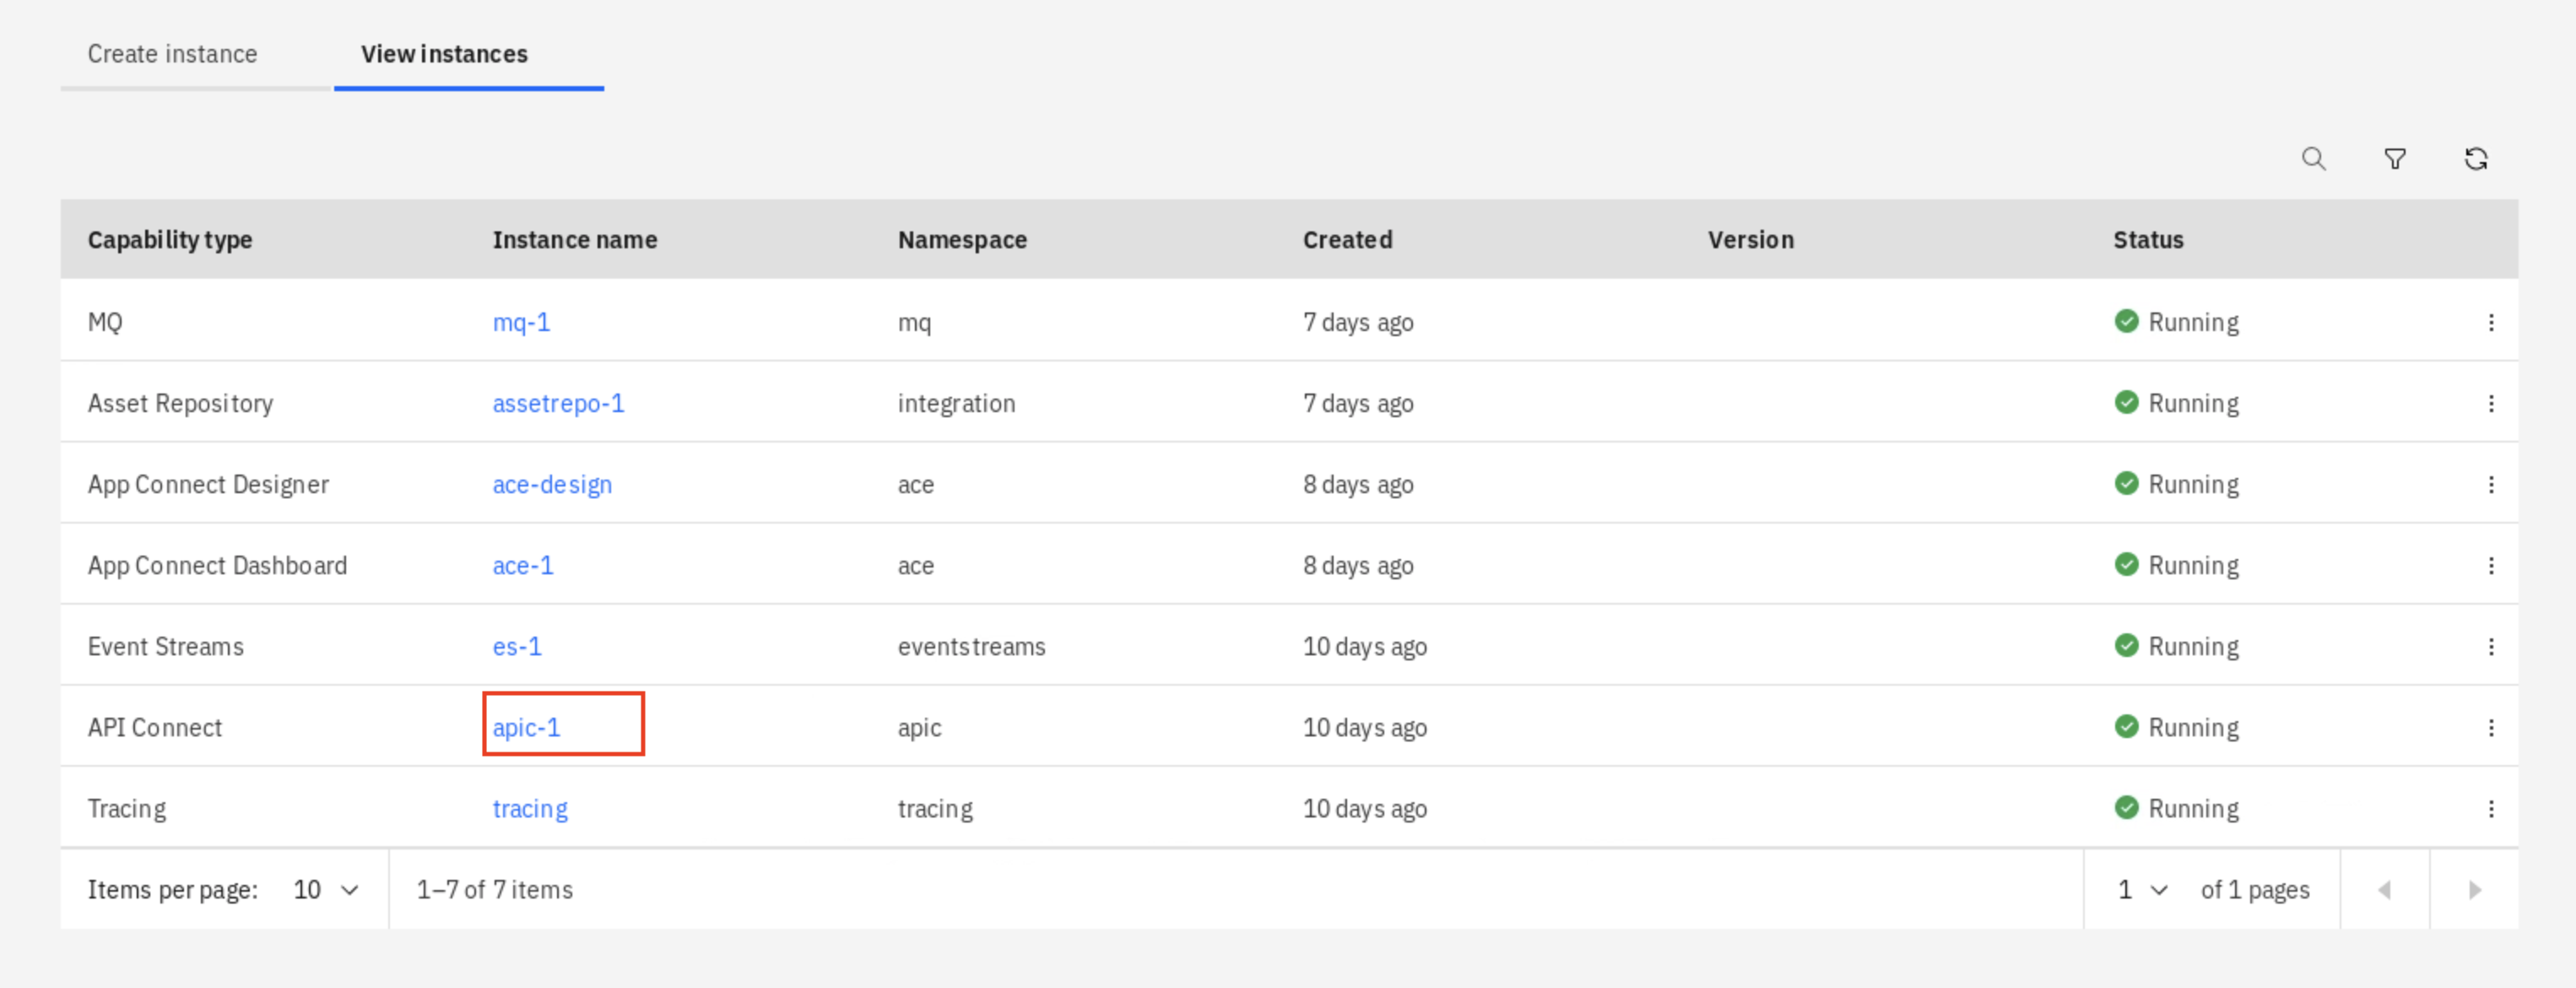 Create instance View instances
Capability type Instance name Namespace Created Version Status
MQ mq-1 mq 7 days ago Running
Asset Repository assetrepo-1 integration 7 days ago Running
App Connect Designer ace-design ace 8 days ago Running
App Connect Dashboard ace-1 ace 8 days ago Running
Event Streams es-1 eventstreams 10 days ago Running
API Connect apic-1 apic 10 days ago Running
Tracing tracing tracing 10 days ago Running
Items per page: 10 1–7 of 7 items 1 of 1 pages